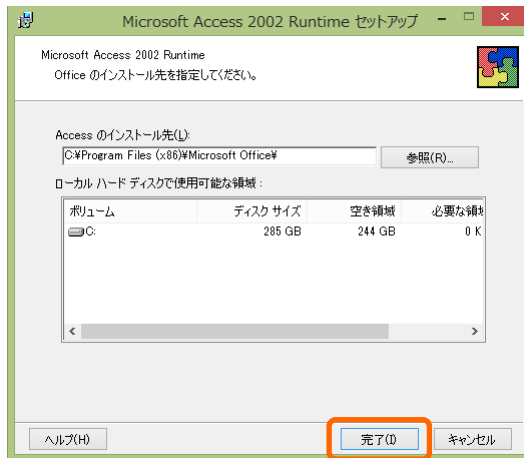 Microsoft Access 2002 Runtime セットアップ
Microsoft Access 2002 Runtime
Office のインストール先を指定してください。
Access のインストール先(L):
C:¥Program Files (x86)¥Microsoft Office¥
参照(R)...
ローカル ハード ディスクで使用可能な領域 :
ボリューム ディスク サイズ 空き領域 必要な領域
C: 285 GB 244 GB 0 K
ヘルプ(H) 完了(I) キャンセル